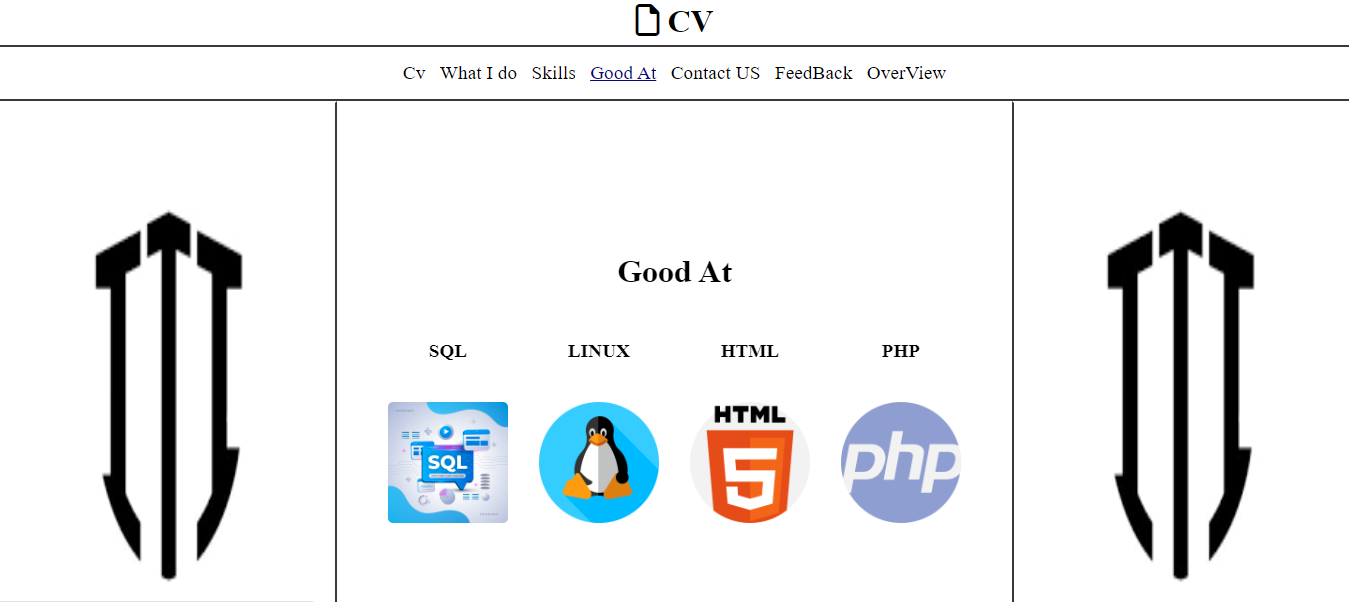 CV
Cv What I do Skills Good At Contact US FeedBack OverView
Good At
SQL LINUX HTML PHP
SQL
HTML
5
php